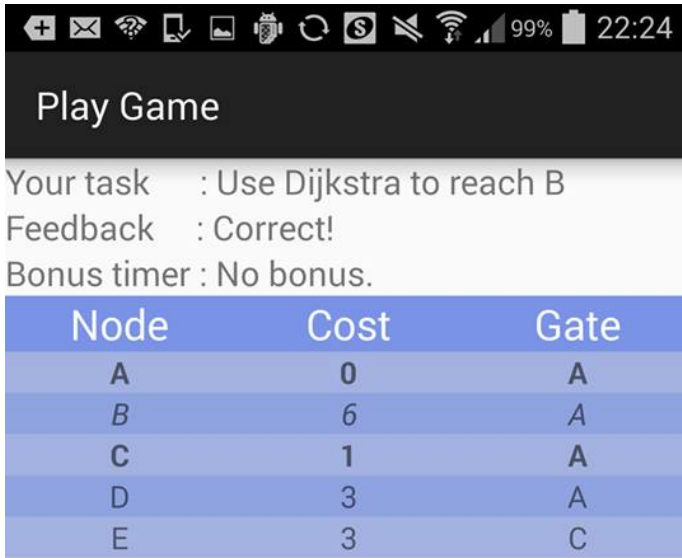 99% 22:24
Play Game
Your task : Use Dijkstra to reach B
Feedback : Correct!
Bonus timer : No bonus.
Node Cost Gate
A 0 A
B 6 A
C 1 A
D 3 A
E 3 C